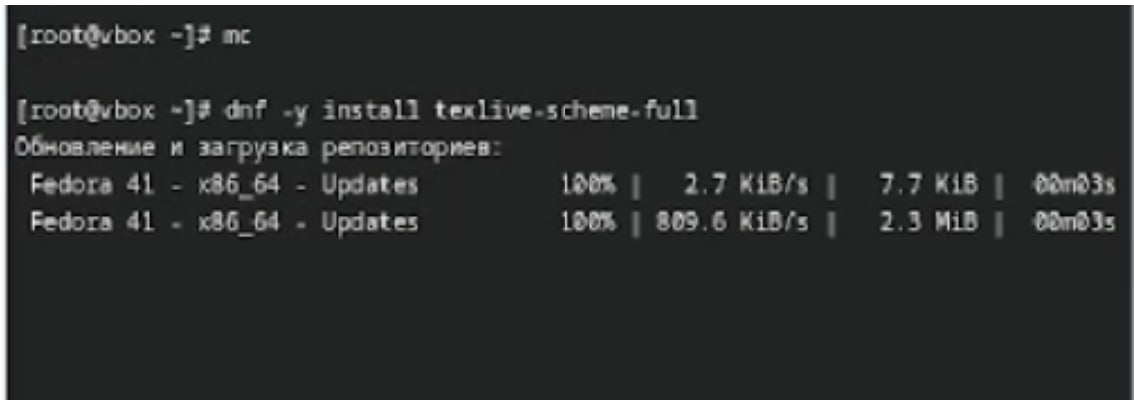 [root@vbox ~]# mc
[root@vbox ~]# dnf -y install texlive-scheme-full
Обновление и загрузка репозиториев:
Fedora 41 - x86_64 - Updates 100% | 2.7 KiB/s | 7.7 KiB | 00m03s
Fedora 41 - x86_64 - Updates 100% | 809.6 KiB/s | 2.3 MiB | 00m03s